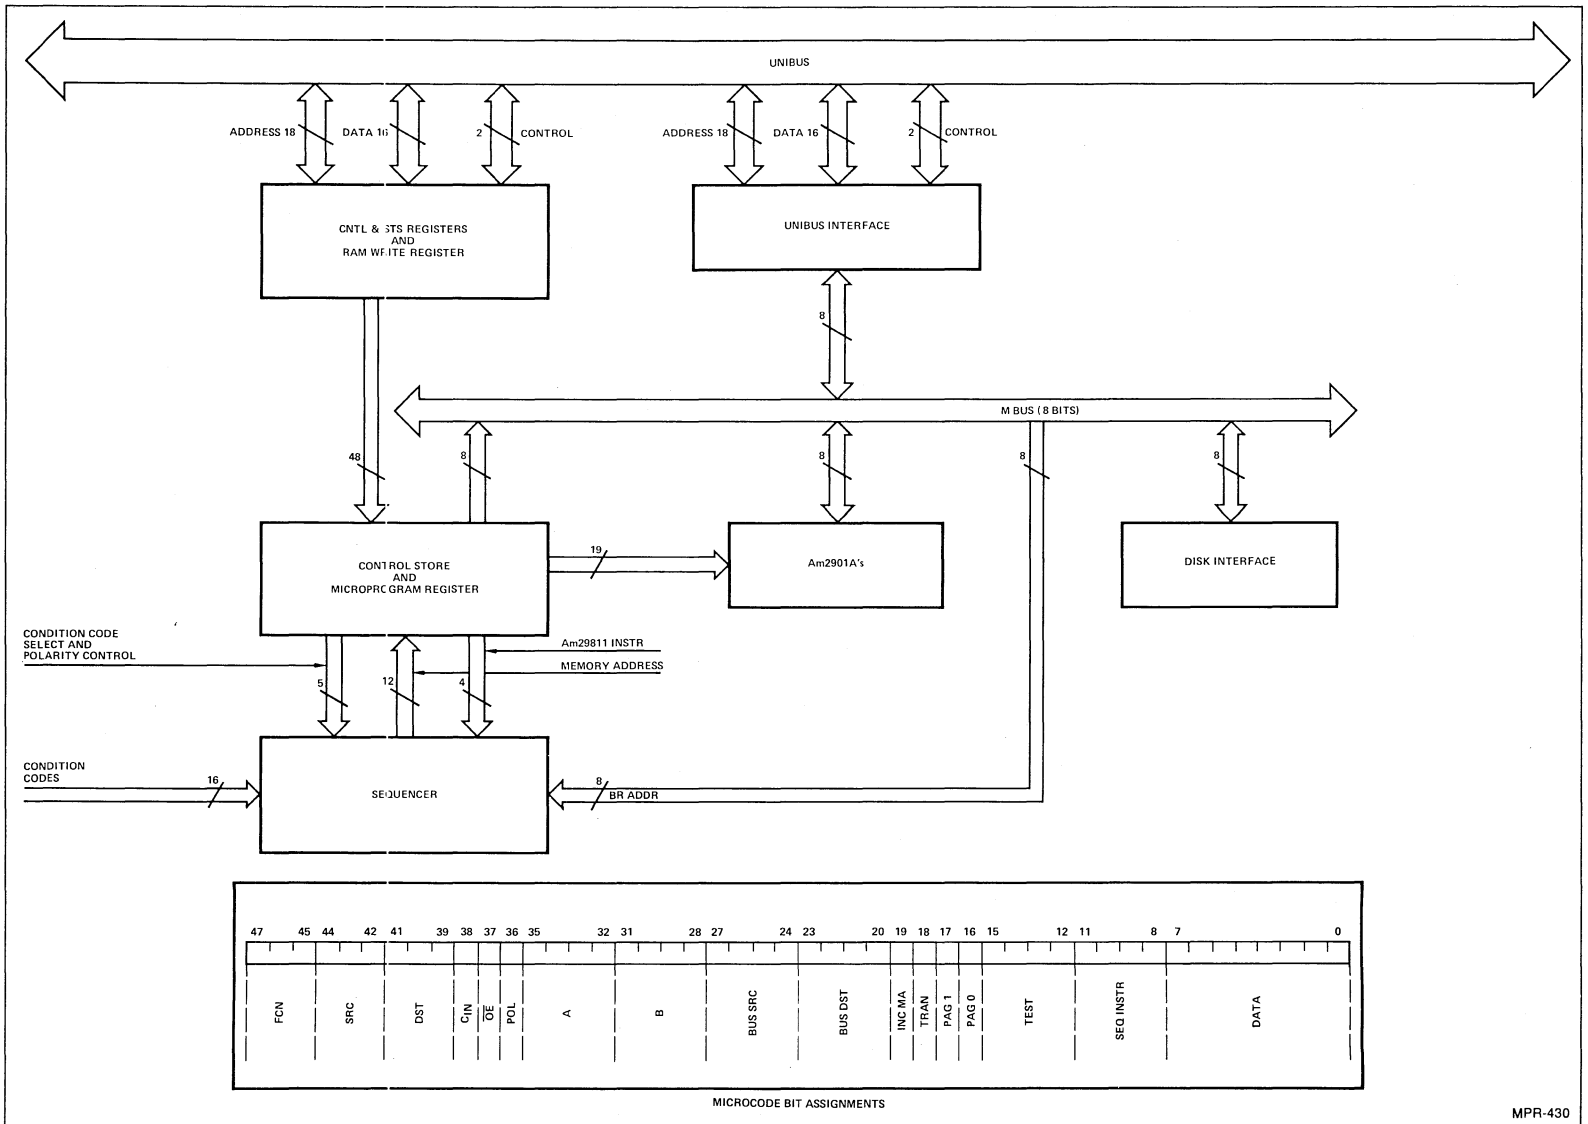 UNIBUS
ADDRESS 18
DATA 16
2
CONTROL
ADDRESS 18
DATA 16
2
CONTROL
CNTL & STS REGISTERS
AND
RAM WRITE REGISTER
UNIBUS INTERFACE
8
M BUS (8 BITS)
48
8
8
8
8
CONTROL STORE
AND
MICROPROGRAM REGISTER
19
Am2901A's
DISK INTERFACE
CONDITION CODE
SELECT AND
POLARITY CONTROL
Am29811 INSTR
MEMORY ADDRESS
5
12
4
CONDITION
CODES
16
SEQUENCER
8
BR ADDR
47 45 44 42 41 39 38 37 36 35 32 31 28 27 24 23 20 19 18 17 16 15 12 11 8 7 0
FCN
SRC
DST
CIN
OE
POL
A
B
BUS SRC
BUS DST
INC MA
TRAN
PAG 1
PAG 0
TEST
SEQ INSTR
DATA
MICROCODE BIT ASSIGNMENTS
MPR-430